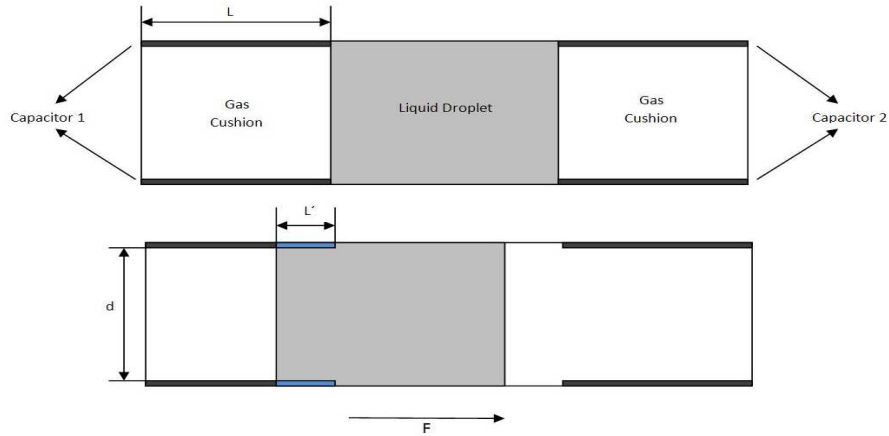 L
Gas
Cushion
Liquid Droplet
Gas
Cushion
Capacitor 1
Capacitor 2
L´
d
F